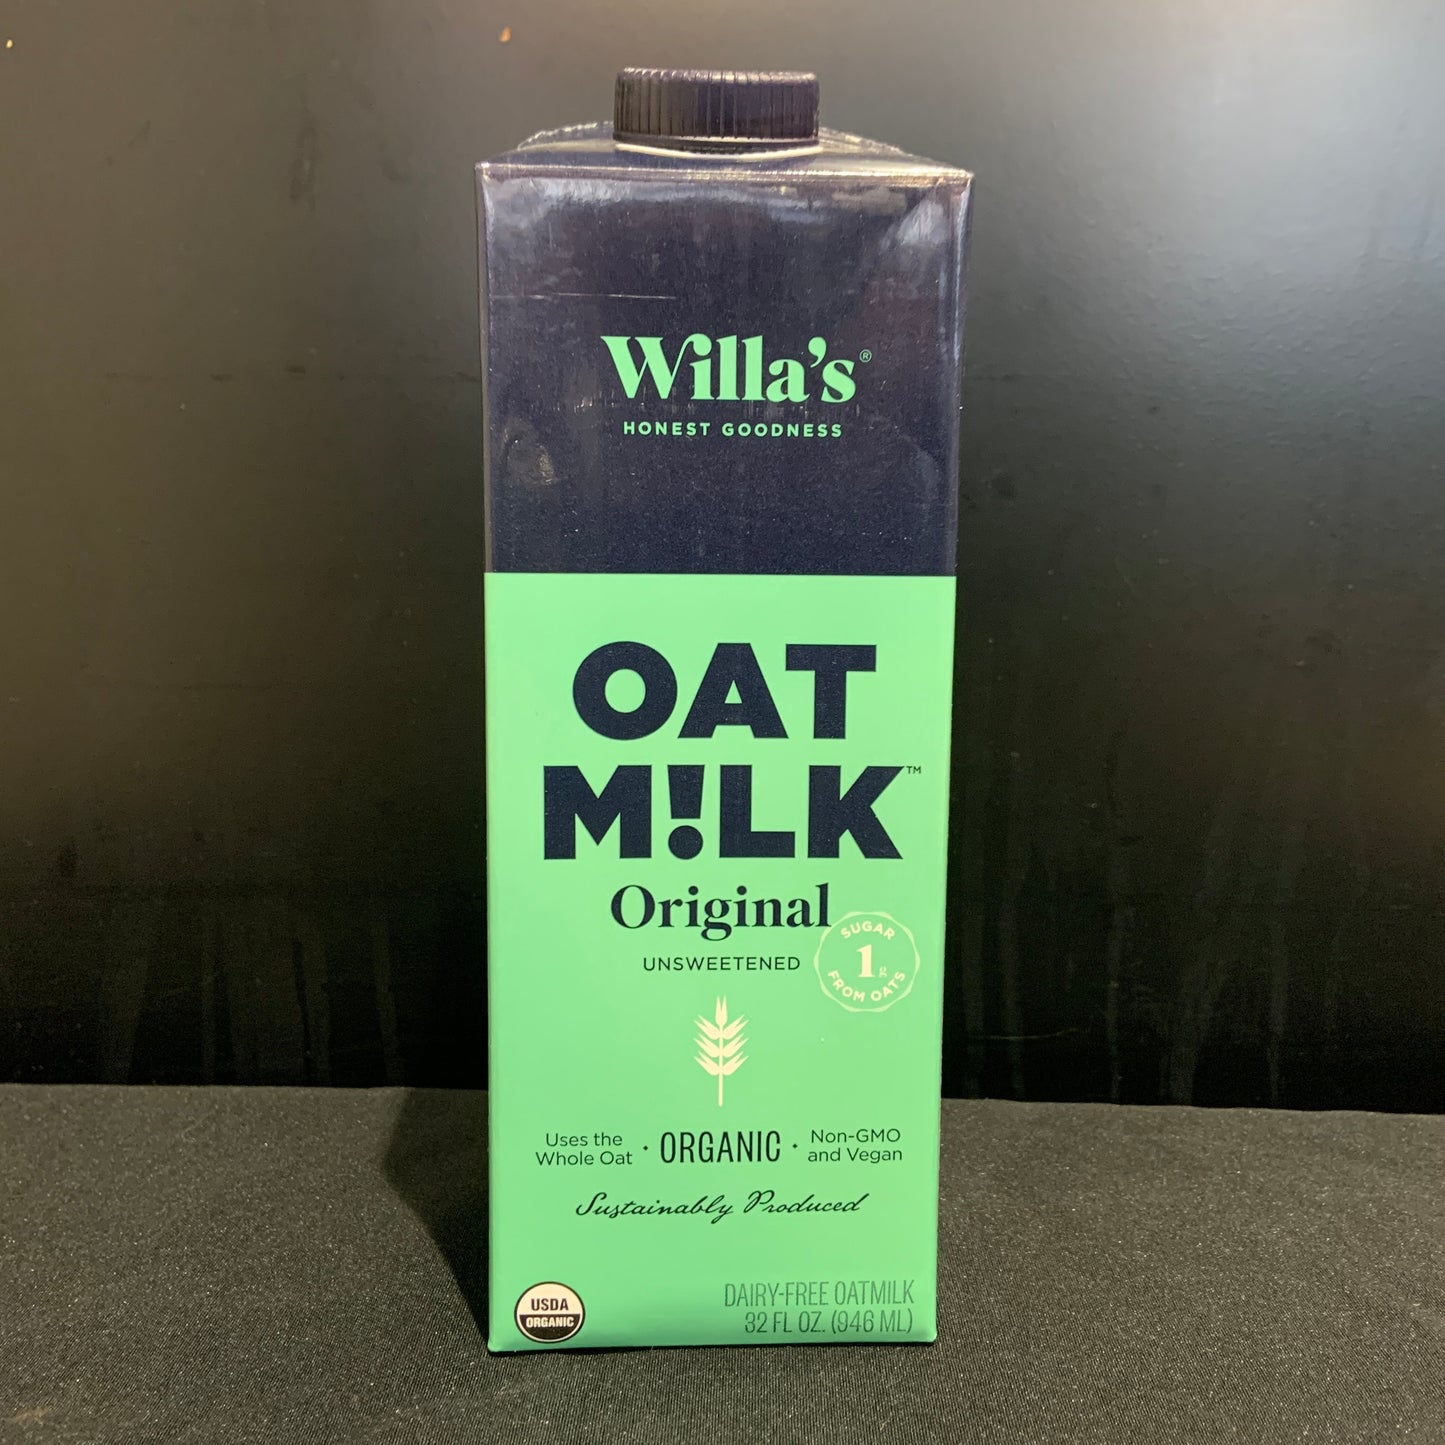 Willa's®
HONEST GOODNESS
OAT
M!LK™
Original
UNSWEETENED
SUGAR
1g
FROM OATS
Uses the
Whole Oat
· ORGANIC ·
Non-GMO
and Vegan
Sustainably Produced
USDA
ORGANIC
DAIRY-FREE OATMILK
32 FL OZ. (946 ML)